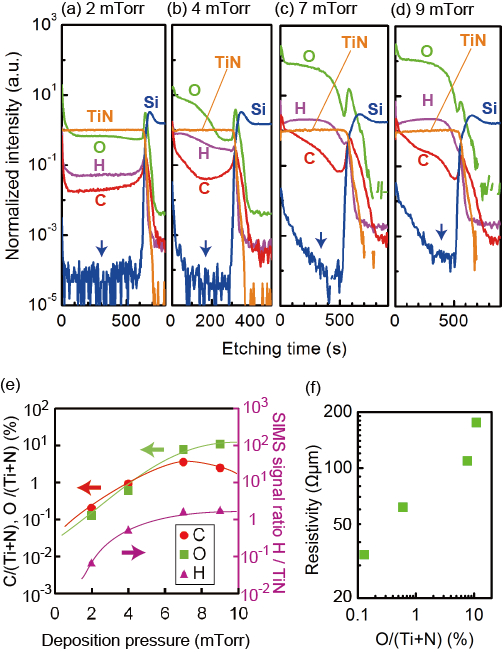 (a) 2 mTorr (b) 4 mTorr (c) 7 mTorr (d) 9 mTorr
Normalized intensity (a.u.)
10³
10¹
10⁻¹
10⁻³
10⁻⁵
TiN
O
H
C
Si
TiN
O
H
C
Si
TiN
O
H
C
Si
TiN
O
H
C
Si
0 500 0 200 400 0 500 0 500
Etching time (s)
(e)
C/(Ti+N), O /(Ti+N) (%)
10²
10¹
10⁰
10⁻¹
10⁻²
10⁻³
SIMS signal ratio H / TiN
10³
10²
10¹
10⁰
10⁻¹
10⁻²
C
O
H
0 2 4 6 8 10
Deposition pressure (mTorr)
(f)
Resistivity (Ωμm)
200
100
50
20
0.1 1 10
O/(Ti+N) (%)